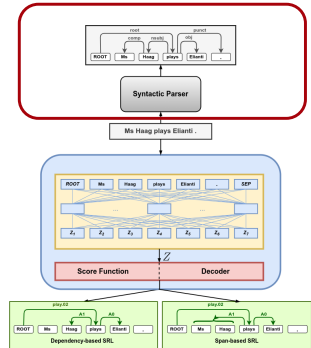 root punct
comp nsubj obj
ROOT Ms Haag plays Elianti .
Syntactic Parser
Ms Haag plays Elianti .
ROOT Ms Haag plays Elianti . SEP
... ...
Z1 Z2 Z3 Z4 Z5 Z6 Z7
Z
Score Function Decoder
play.02
A1 A0
ROOT Ms Haag plays Elianti .
Dependency-based SRL
play.02
A1 A0
ROOT Ms Haag plays Elianti .
Span-based SRL